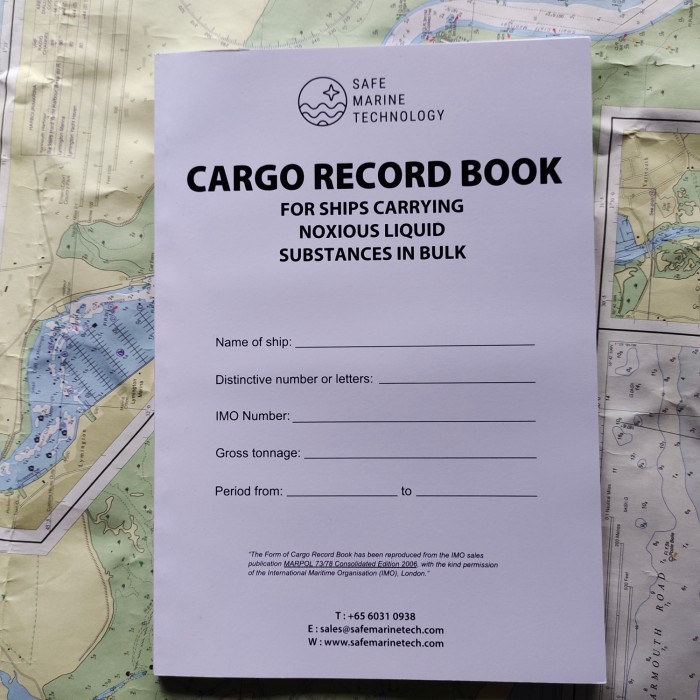 SAFE
MARINE
TECHNOLOGY
CARGO RECORD BOOK
FOR SHIPS CARRYING
NOXIOUS LIQUID
SUBSTANCES IN BULK
Name of ship:
Distinctive number or letters:
IMO Number:
Gross tonnage:
Period from: to
"The Form of Cargo Record Book has been reproduced from the IMO sales
publication MARPOL 73/78 Consolidated Edition 2006, with the kind permission
of the International Maritime Organisation (IMO), London."
T : +65 6031 0938
E : sales@safemarinetech.com
W : www.safemarinetech.com
Lymington
ARMOUTH ROAD